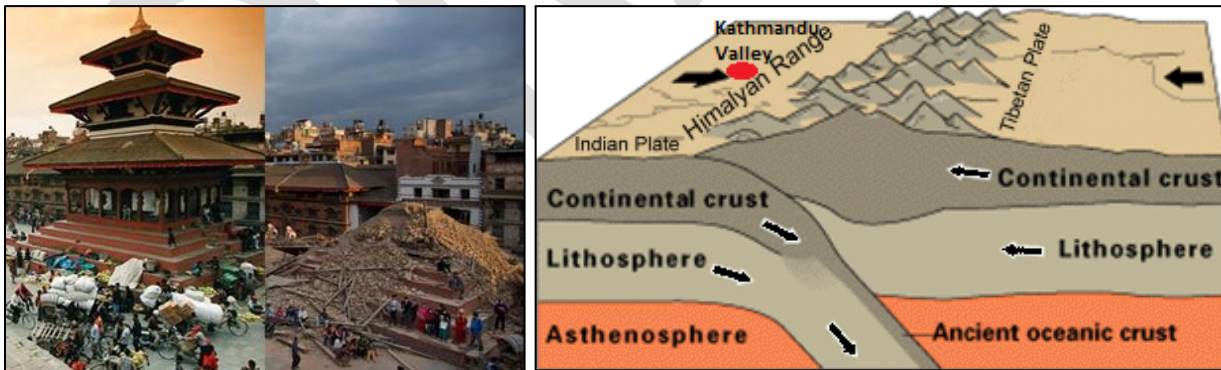 Kathmandu
Valley
Himalyan Range
Tibetan Plate
Indian Plate
Continental crust
Continental crust
Lithosphere
Lithosphere
Asthenosphere
Ancient oceanic crust